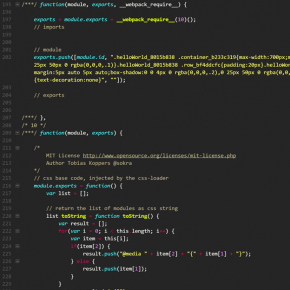 /***/ function(module, exports, __webpack_require__) {
exports = module.exports = __webpack_require__(10)();
// imports
// module
exports.push([module.id, ".helloWorld_8015b838 .container_b233c319{max-width:700px;m
25px 50px 0 rgba(0,0,0,.1)}.helloWorld_8015b838 .row_bf4ddcfc{padding:20px}.helloWorld
margin:5px auto 5px auto;box-shadow:0 0 4px 0 rgba(0,0,0,.2),0 25px 50px 0 rgba(0,0
{text-decoration:none}", ""]);
// exports
/***/ },
/* 10 */
/***/ function(module, exports) {
/*
MIT License http://www.opensource.org/licenses/mit-license.php
Author Tobias Koppers @sokra
*/
// css base code, injected by the css-loader
module.exports = function() {
var list = [];
// return the list of modules as css string
list.toString = function toString() {
var result = [];
for(var i = 0; i < this.length; i++) {
var item = this[i];
if(item[2]) {
result.push("@media " + item[2] + "{" + item[1] + "}");
} else {
result.push(item[1]);
}
}